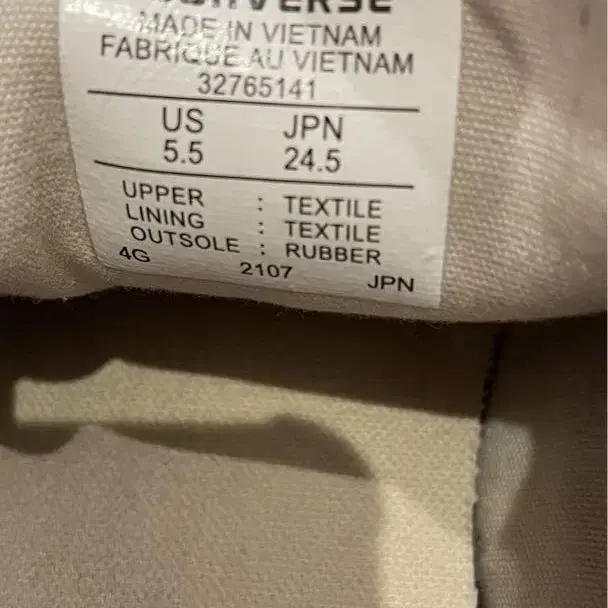 CONVERSE
MADE IN VIETNAM
FABRIQUE AU VIETNAM
32765141
US JPN
5.5 24.5
UPPER : TEXTILE
LINING : TEXTILE
OUTSOLE : RUBBER
4G 2107 JPN